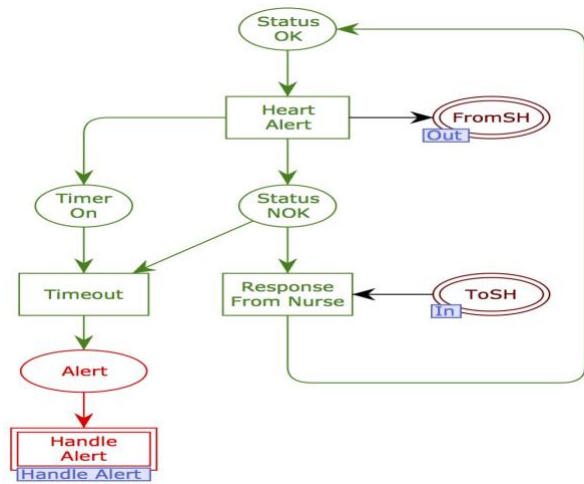 Status
OK
Heart
Alert
FromSH
Out
Timer
On
Status
NOK
Timeout
Response
From Nurse
ToSH
In
Alert
Handle
Alert
Handle Alert